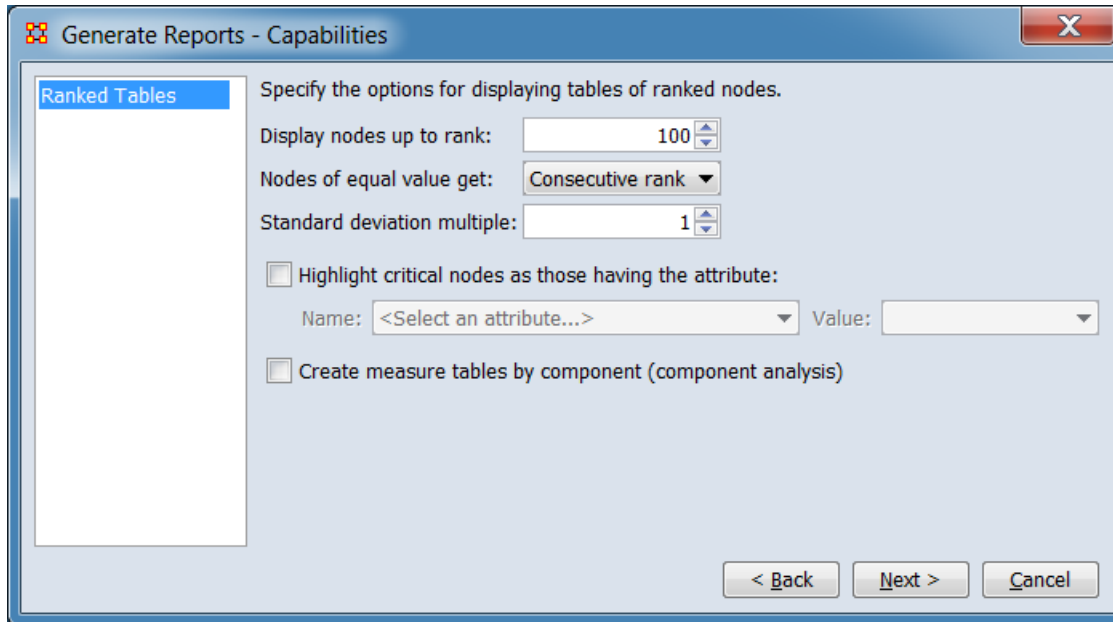 Generate Reports - Capabilities
X
Ranked Tables
Specify the options for displaying tables of ranked nodes.
Display nodes up to rank: 100
Nodes of equal value get: Consecutive rank
Standard deviation multiple: 1
Highlight critical nodes as those having the attribute:
Name: <Select an attribute...> Value:
Create measure tables by component (component analysis)
< Back Next > Cancel